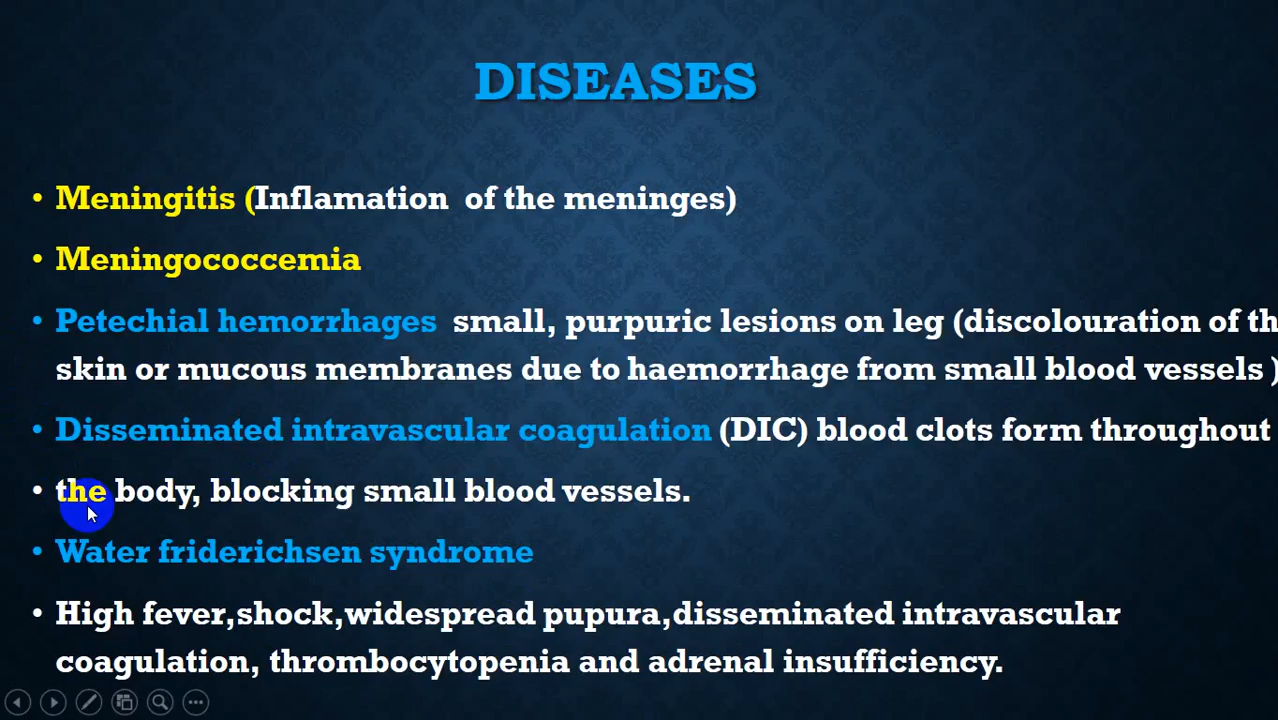 DISEASES
• Meningitis (Inflamation of the meninges)
• Meningococcemia
• Petechial hemorrhages small, purpuric lesions on leg (discolouration of th
skin or mucous membranes due to haemorrhage from small blood vessels )
• Disseminated intravascular coagulation (DIC) blood clots form throughout
• the body, blocking small blood vessels.
• Water friderichsen syndrome
• High fever,shock,widespread pupura,disseminated intravascular
coagulation, thrombocytopenia and adrenal insufficiency.